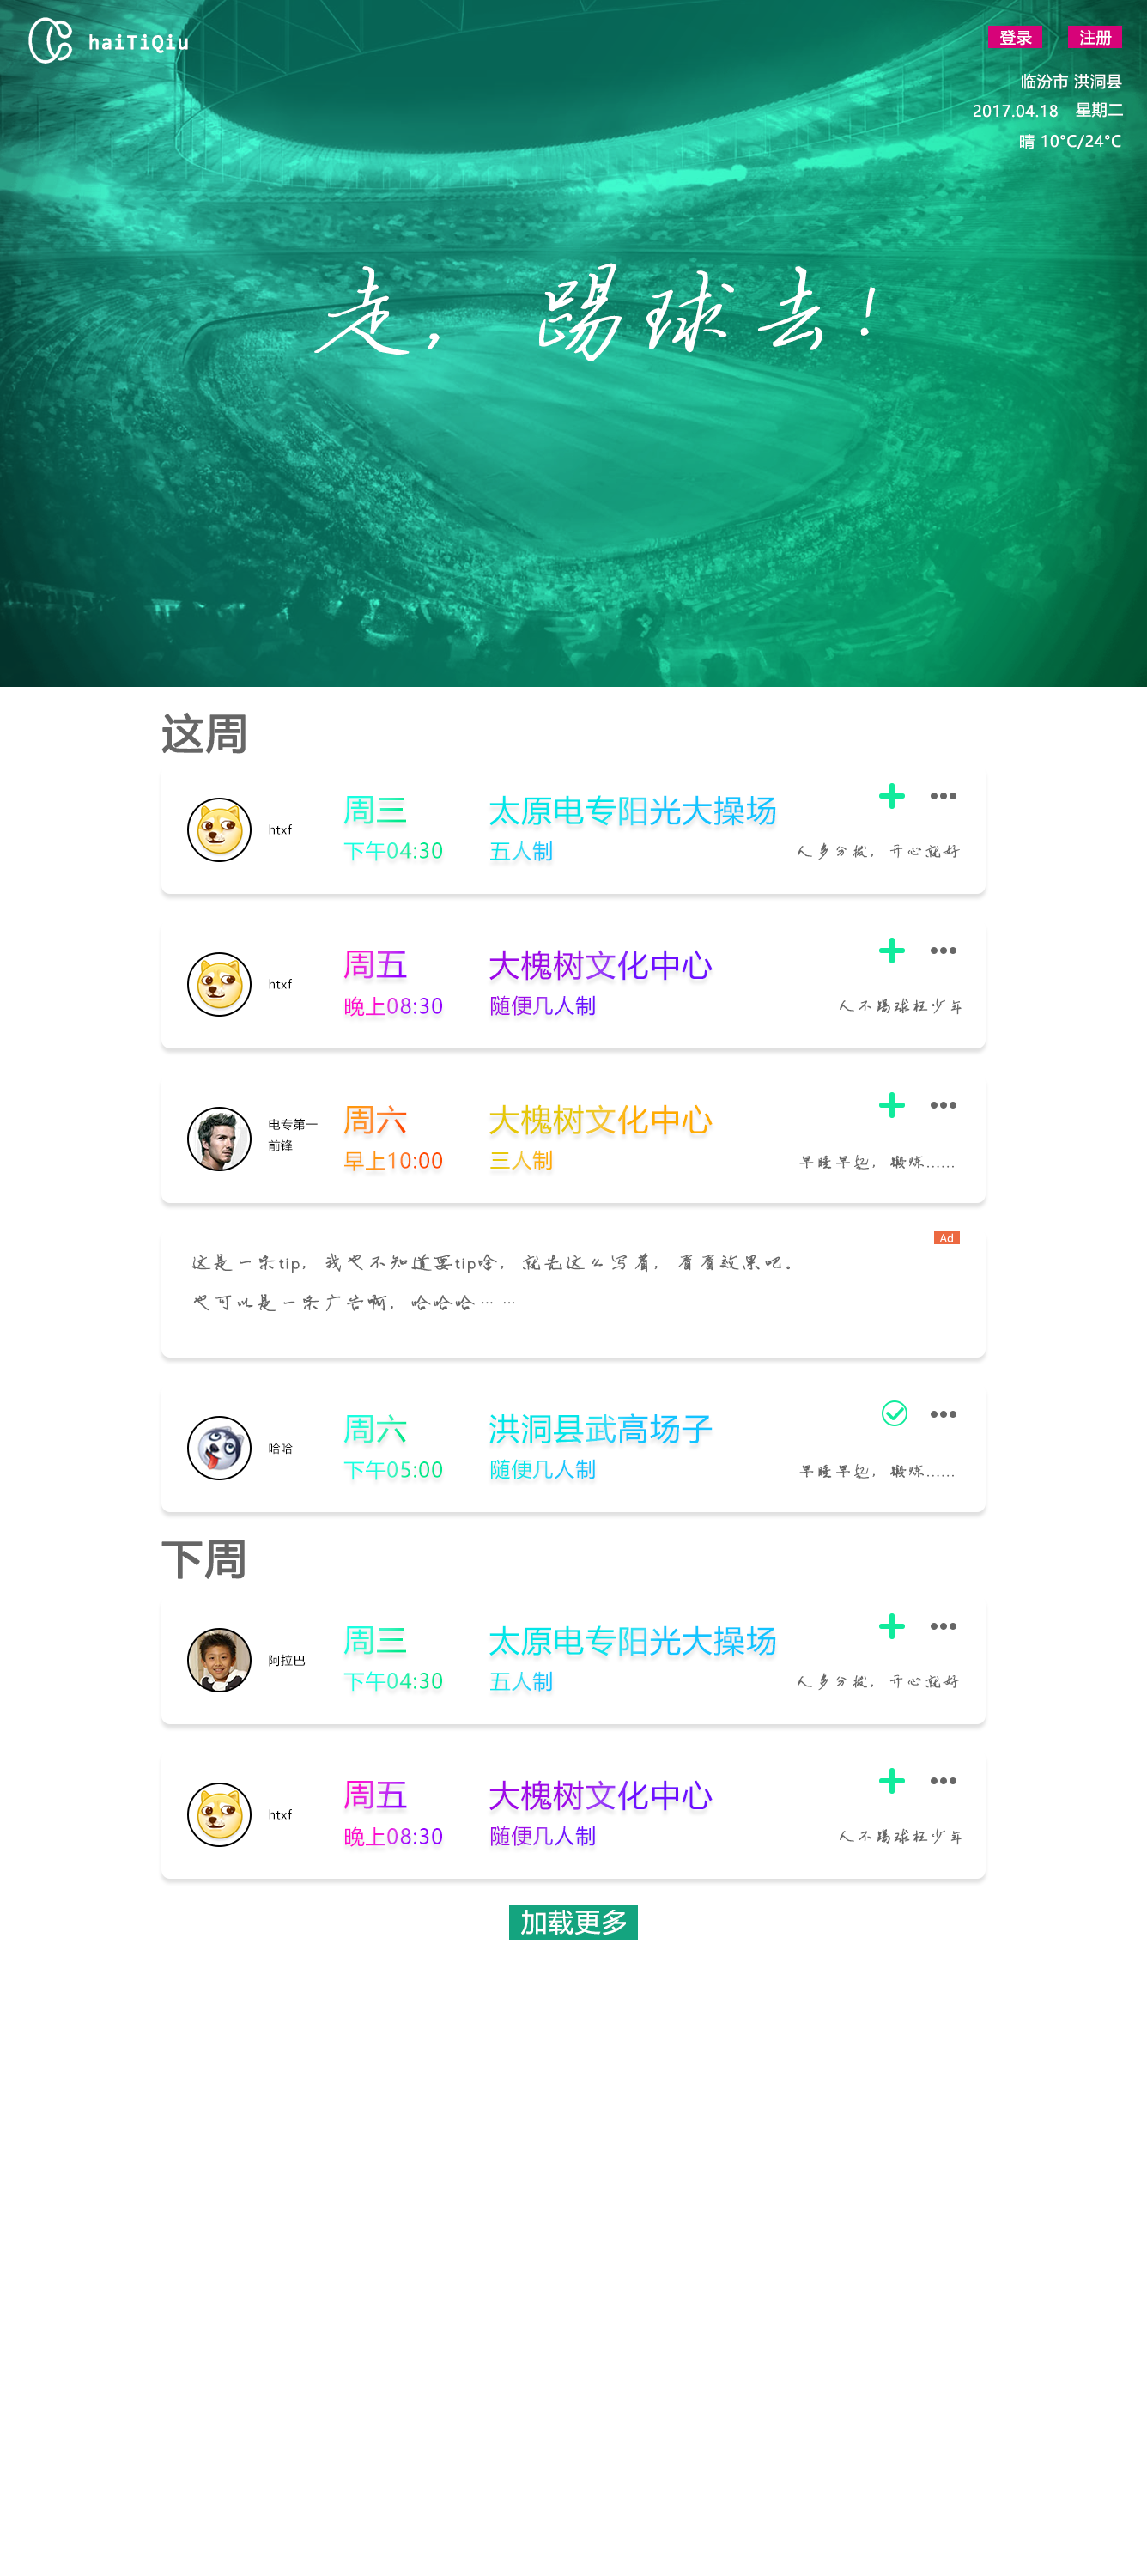 haiTiQiu
登录 注册
临汾市 洪洞县
2017.04.18 星期二
晴 10°C/24°C
走，踢球去！
这周
htxf
周三
下午04:30
太原电专阳光大操场
五人制
人多分拨，开心就好
htxf
周五
晚上08:30
大槐树文化中心
随便几人制
人不踢球枉少年
电专第一
前锋
周六
早上10:00
大槐树文化中心
三人制
早睡早起，锻炼......
Ad
这是一条tip，我也不知道要tip啥，就先这么写着，看看效果吧。
也可以是一条广告啊，哈哈哈… …
哈哈
周六
下午05:00
洪洞县武高场子
随便几人制
早睡早起，锻炼......
下周
阿拉巴
周三
下午04:30
太原电专阳光大操场
五人制
人多分拨，开心就好
htxf
周五
晚上08:30
大槐树文化中心
随便几人制
人不踢球枉少年
加载更多